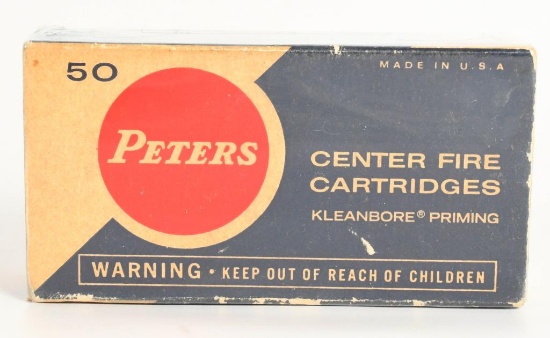 50
MADE IN U.S.A
PETERS
CENTER FIRE
CARTRIDGES
KLEANBORE® PRIMING
WARNING • KEEP OUT OF REACH OF CHILDREN